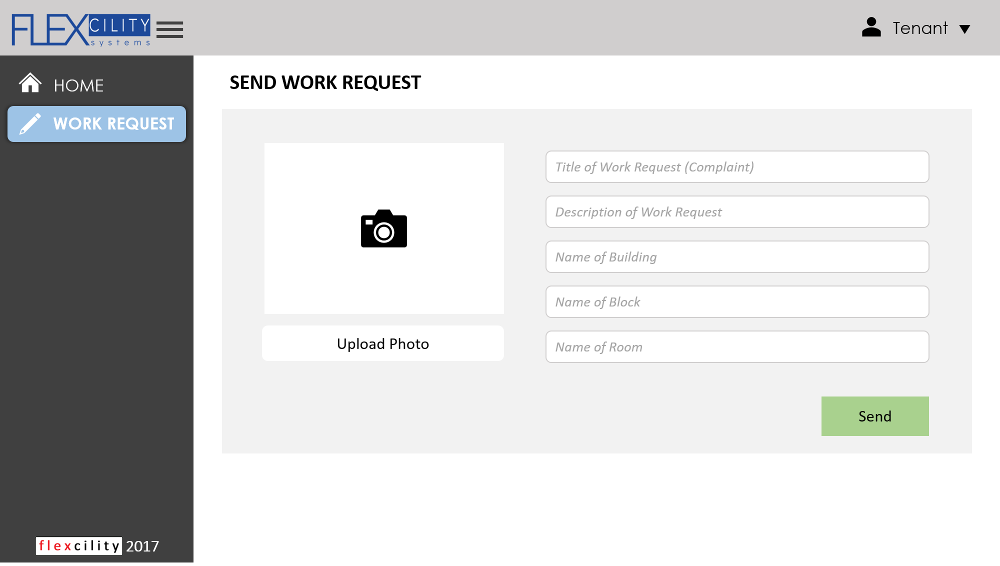 FLEXCILITY
systems
Tenant
HOME
WORK REQUEST
SEND WORK REQUEST
Title of Work Request (Complaint)
Description of Work Request
Name of Building
Name of Block
Name of Room
Upload Photo
Send
flexcility 2017